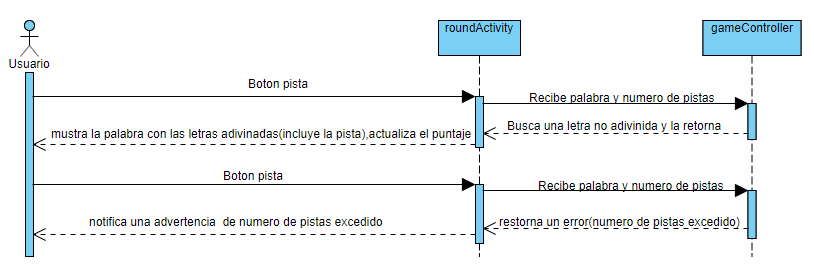 roundActivity
gameController
Usuario
Boton pista
Recibe palabra y numero de pistas
Busca una letra no adivinida y la retorna
mustra la palabra con las letras adivinadas(incluye la pista),actualiza el puntaje
Boton pista
Recibe palabra y numero de pistas
restorna un error(numero de pistas excedido)
notifica una advertencia  de numero de pistas excedido